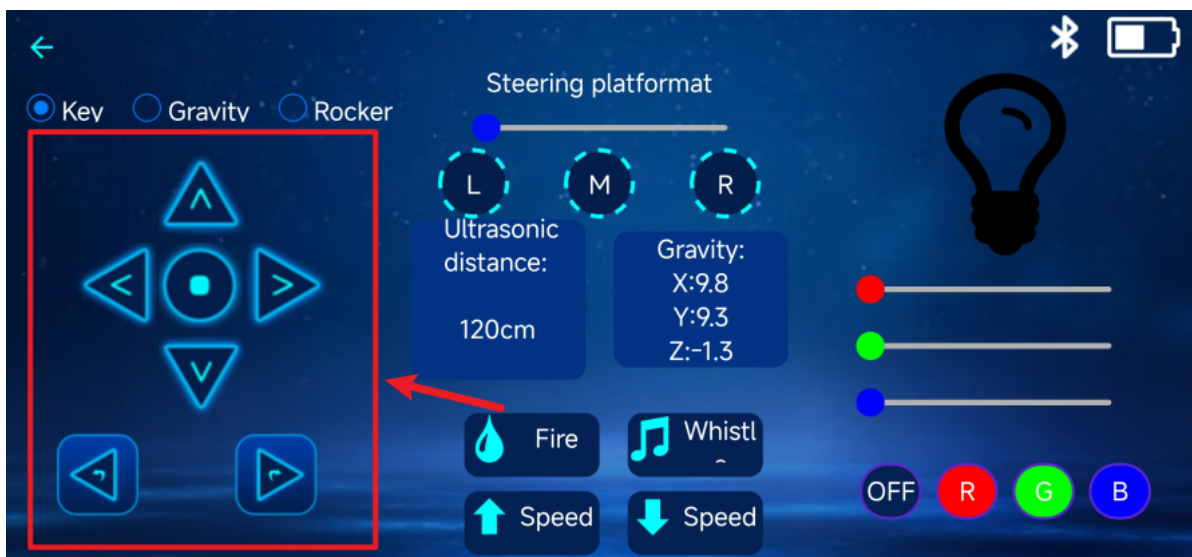 Steering platformat
Key Gravity Rocker
L M R
Ultrasonic
distance:
120cm
Gravity:
X:9.8
Y:9.3
Z:-1.3
Fire
Whistl
Speed
Speed
OFF R G B